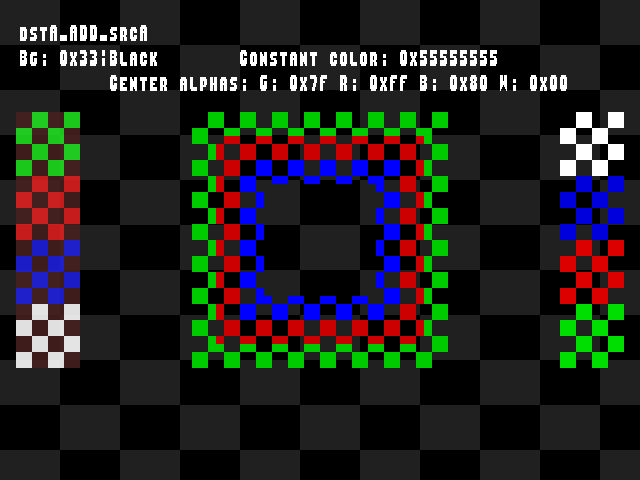 dstA_ADD_srcA
Bg: 0x33|Black Constant color: 0x55555555
Center alphas: G: 0x7f R: 0xff B: 0x80 W: 0x00